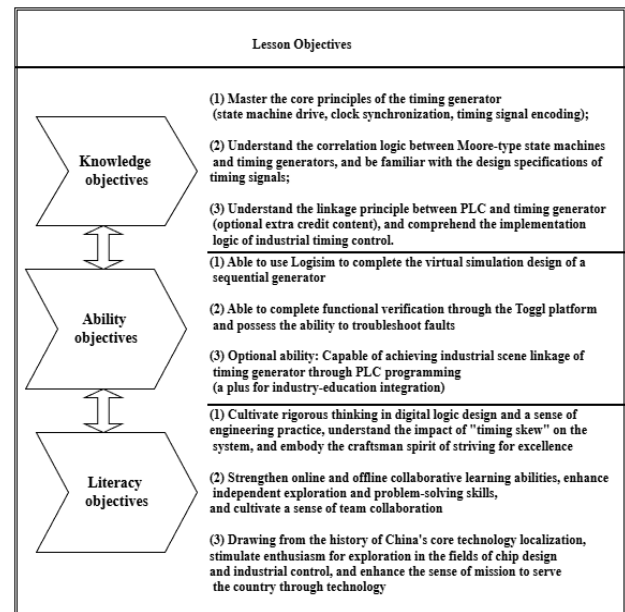 Lesson Objectives
Knowledge
objectives
(1) Master the core principles of the timing generator
(state machine drive, clock synchronization, timing signal encoding);
(2) Understand the correlation logic between Moore-type state machines
and timing generators, and be familiar with the design specifications of
timing signals;
(3) Understand the linkage principle between PLC and timing generator
(optional extra credit content), and comprehend the implementation
logic of industrial timing control.
Ability
objectives
(1) Able to use Logisim to complete the virtual simulation design of a
sequential generator
(2) Able to complete functional verification through the Toggl platform
and possess the ability to troubleshoot faults
(3) Optional ability: Capable of achieving industrial scene linkage of
timing generator through PLC programming
(a plus for industry-education integration)
Literacy
objectives
(1) Cultivate rigorous thinking in digital logic design and a sense of
engineering practice, understand the impact of "timing skew" on the
system, and embody the craftsman spirit of striving for excellence
(2) Strengthen online and offline collaborative learning abilities, enhance
independent exploration and problem-solving skills,
and cultivate a sense of team collaboration
(3) Drawing from the history of China's core technology localization,
stimulate enthusiasm for exploration in the fields of chip design
and industrial control, and enhance the sense of mission to serve
the country through technology